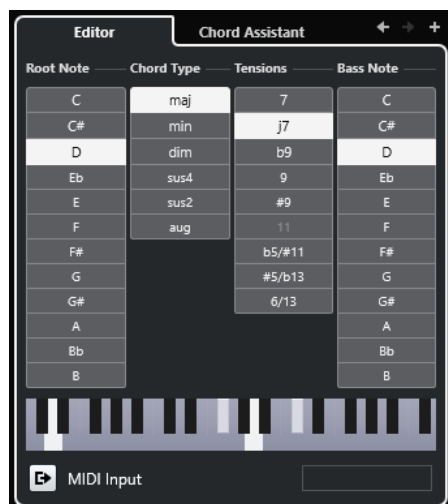 Editor Chord Assistant
Root Note Chord Type Tensions Bass Note
C maj 7 C
C# min j7 C#
D dim b9 D
Eb sus4 9 Eb
E sus2 #9 E
F aug 11 F
F# b5/#11 F#
G #5/b13 G
G# 6/13 G#
A A
Bb Bb
B B
MIDI Input